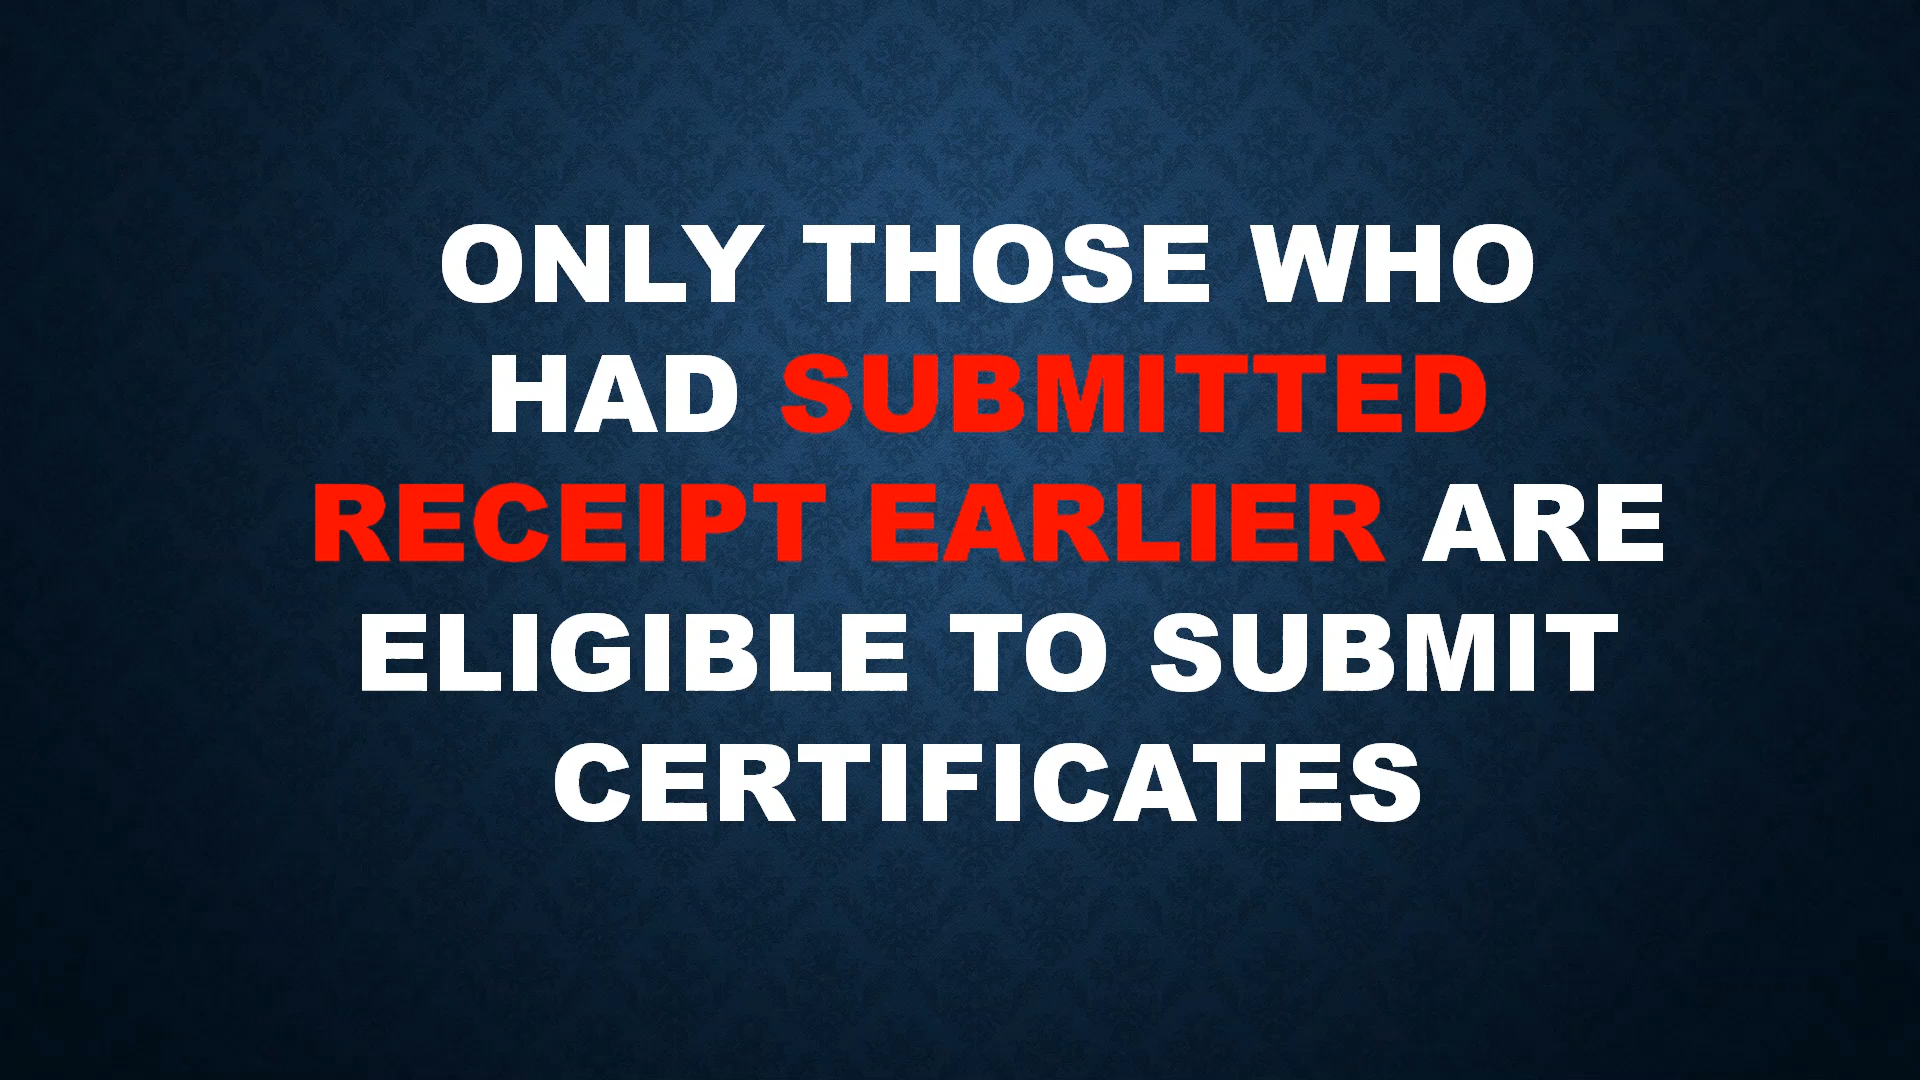 ONLY THOSE WHO
HAD SUBMITTED
RECEIPT EARLIER ARE
ELIGIBLE TO SUBMIT
CERTIFICATES